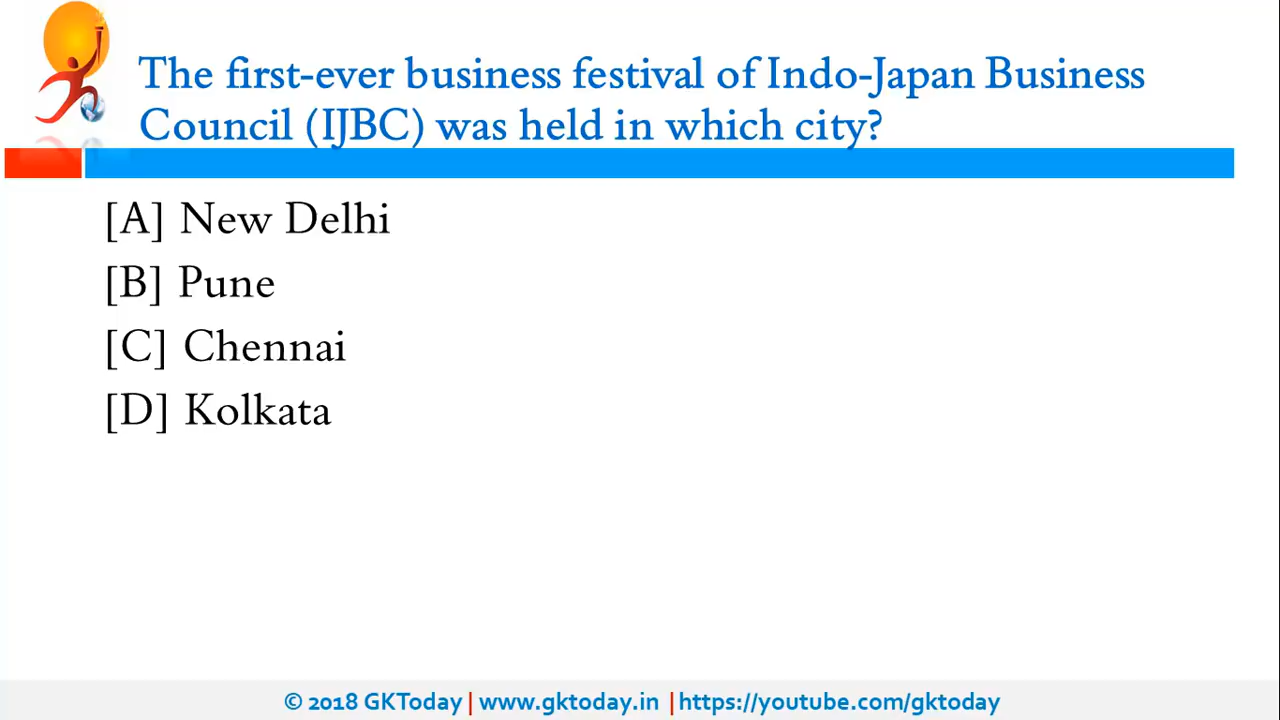 The first-ever business festival of Indo-Japan Business
Council (IJBC) was held in which city?
[A] New Delhi
[B] Pune
[C] Chennai
[D] Kolkata
© 2018 GKToday | www.gktoday.in | https://youtube.com/gktoday